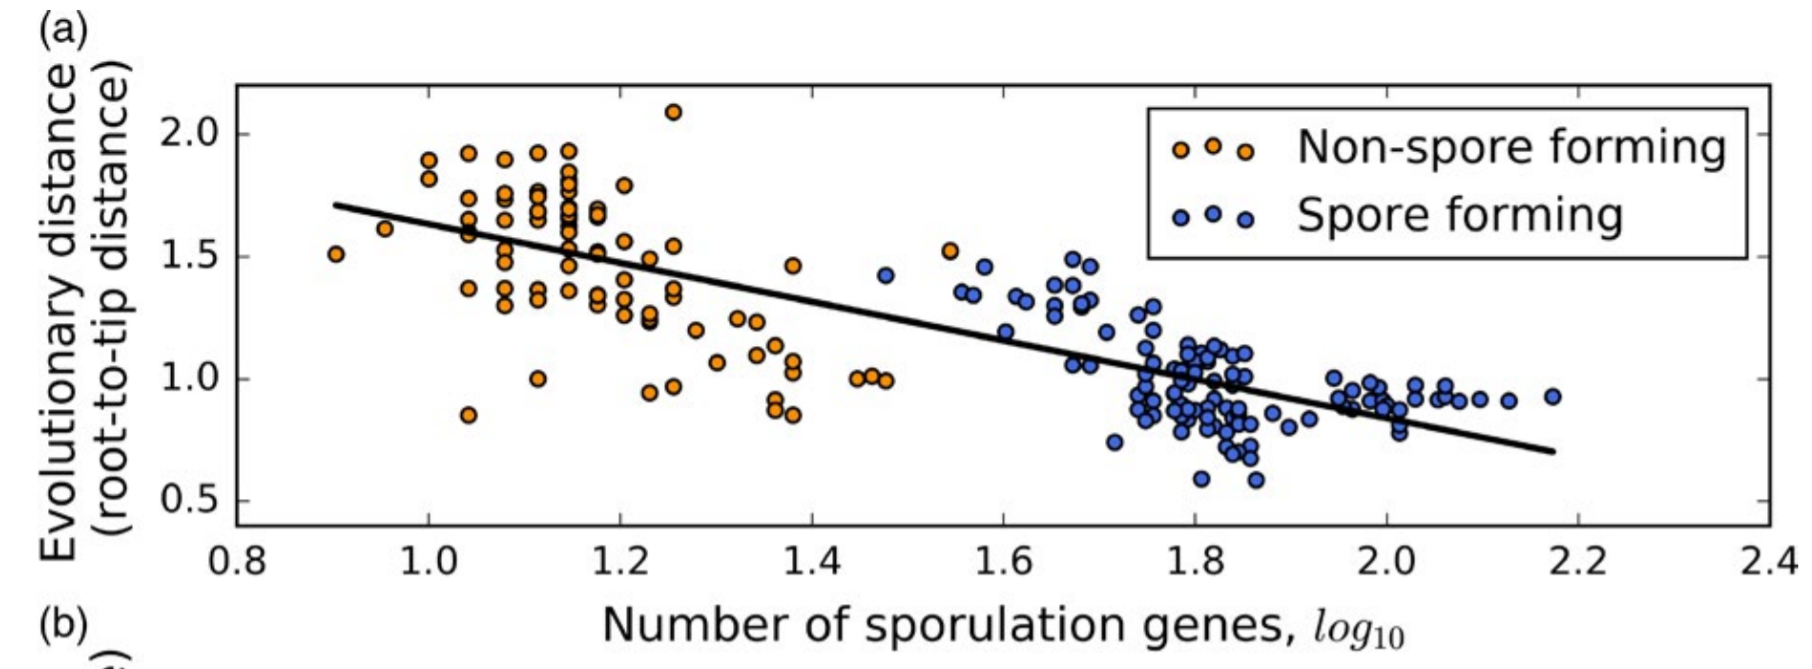 (a)
Evolutionary distance
(root-to-tip distance)
2.0
1.5
1.0
0.5
Non-spore forming
Spore forming
0.8 1.0 1.2 1.4 1.6 1.8 2.0 2.2 2.4
Number of sporulation genes, log₁₀
(b)